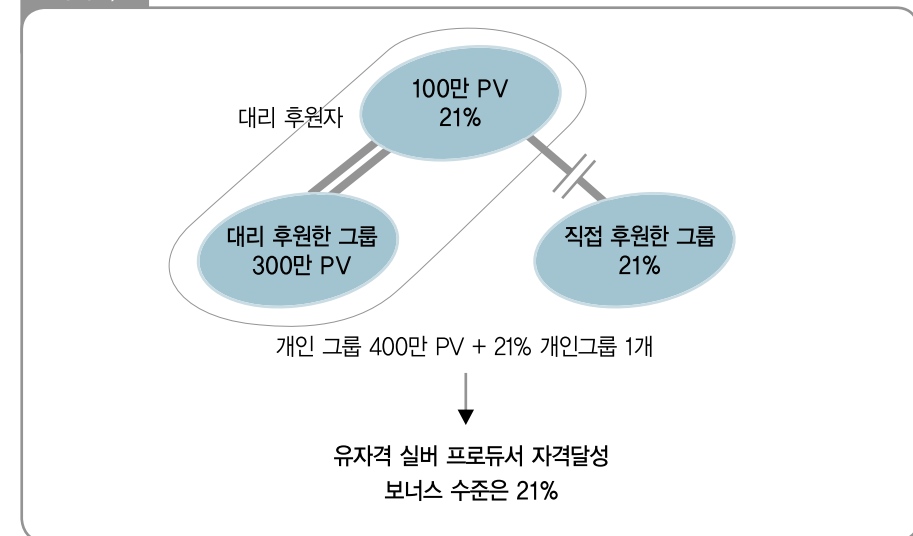 100만 PV
21%
대리 후원자
대리 후원한 그룹
300만 PV
직접 후원한 그룹
21%
개인 그룹 400만 PV + 21% 개인그룹 1개
유자격 실버 프로듀서 자격달성
보너스 수준은 21%